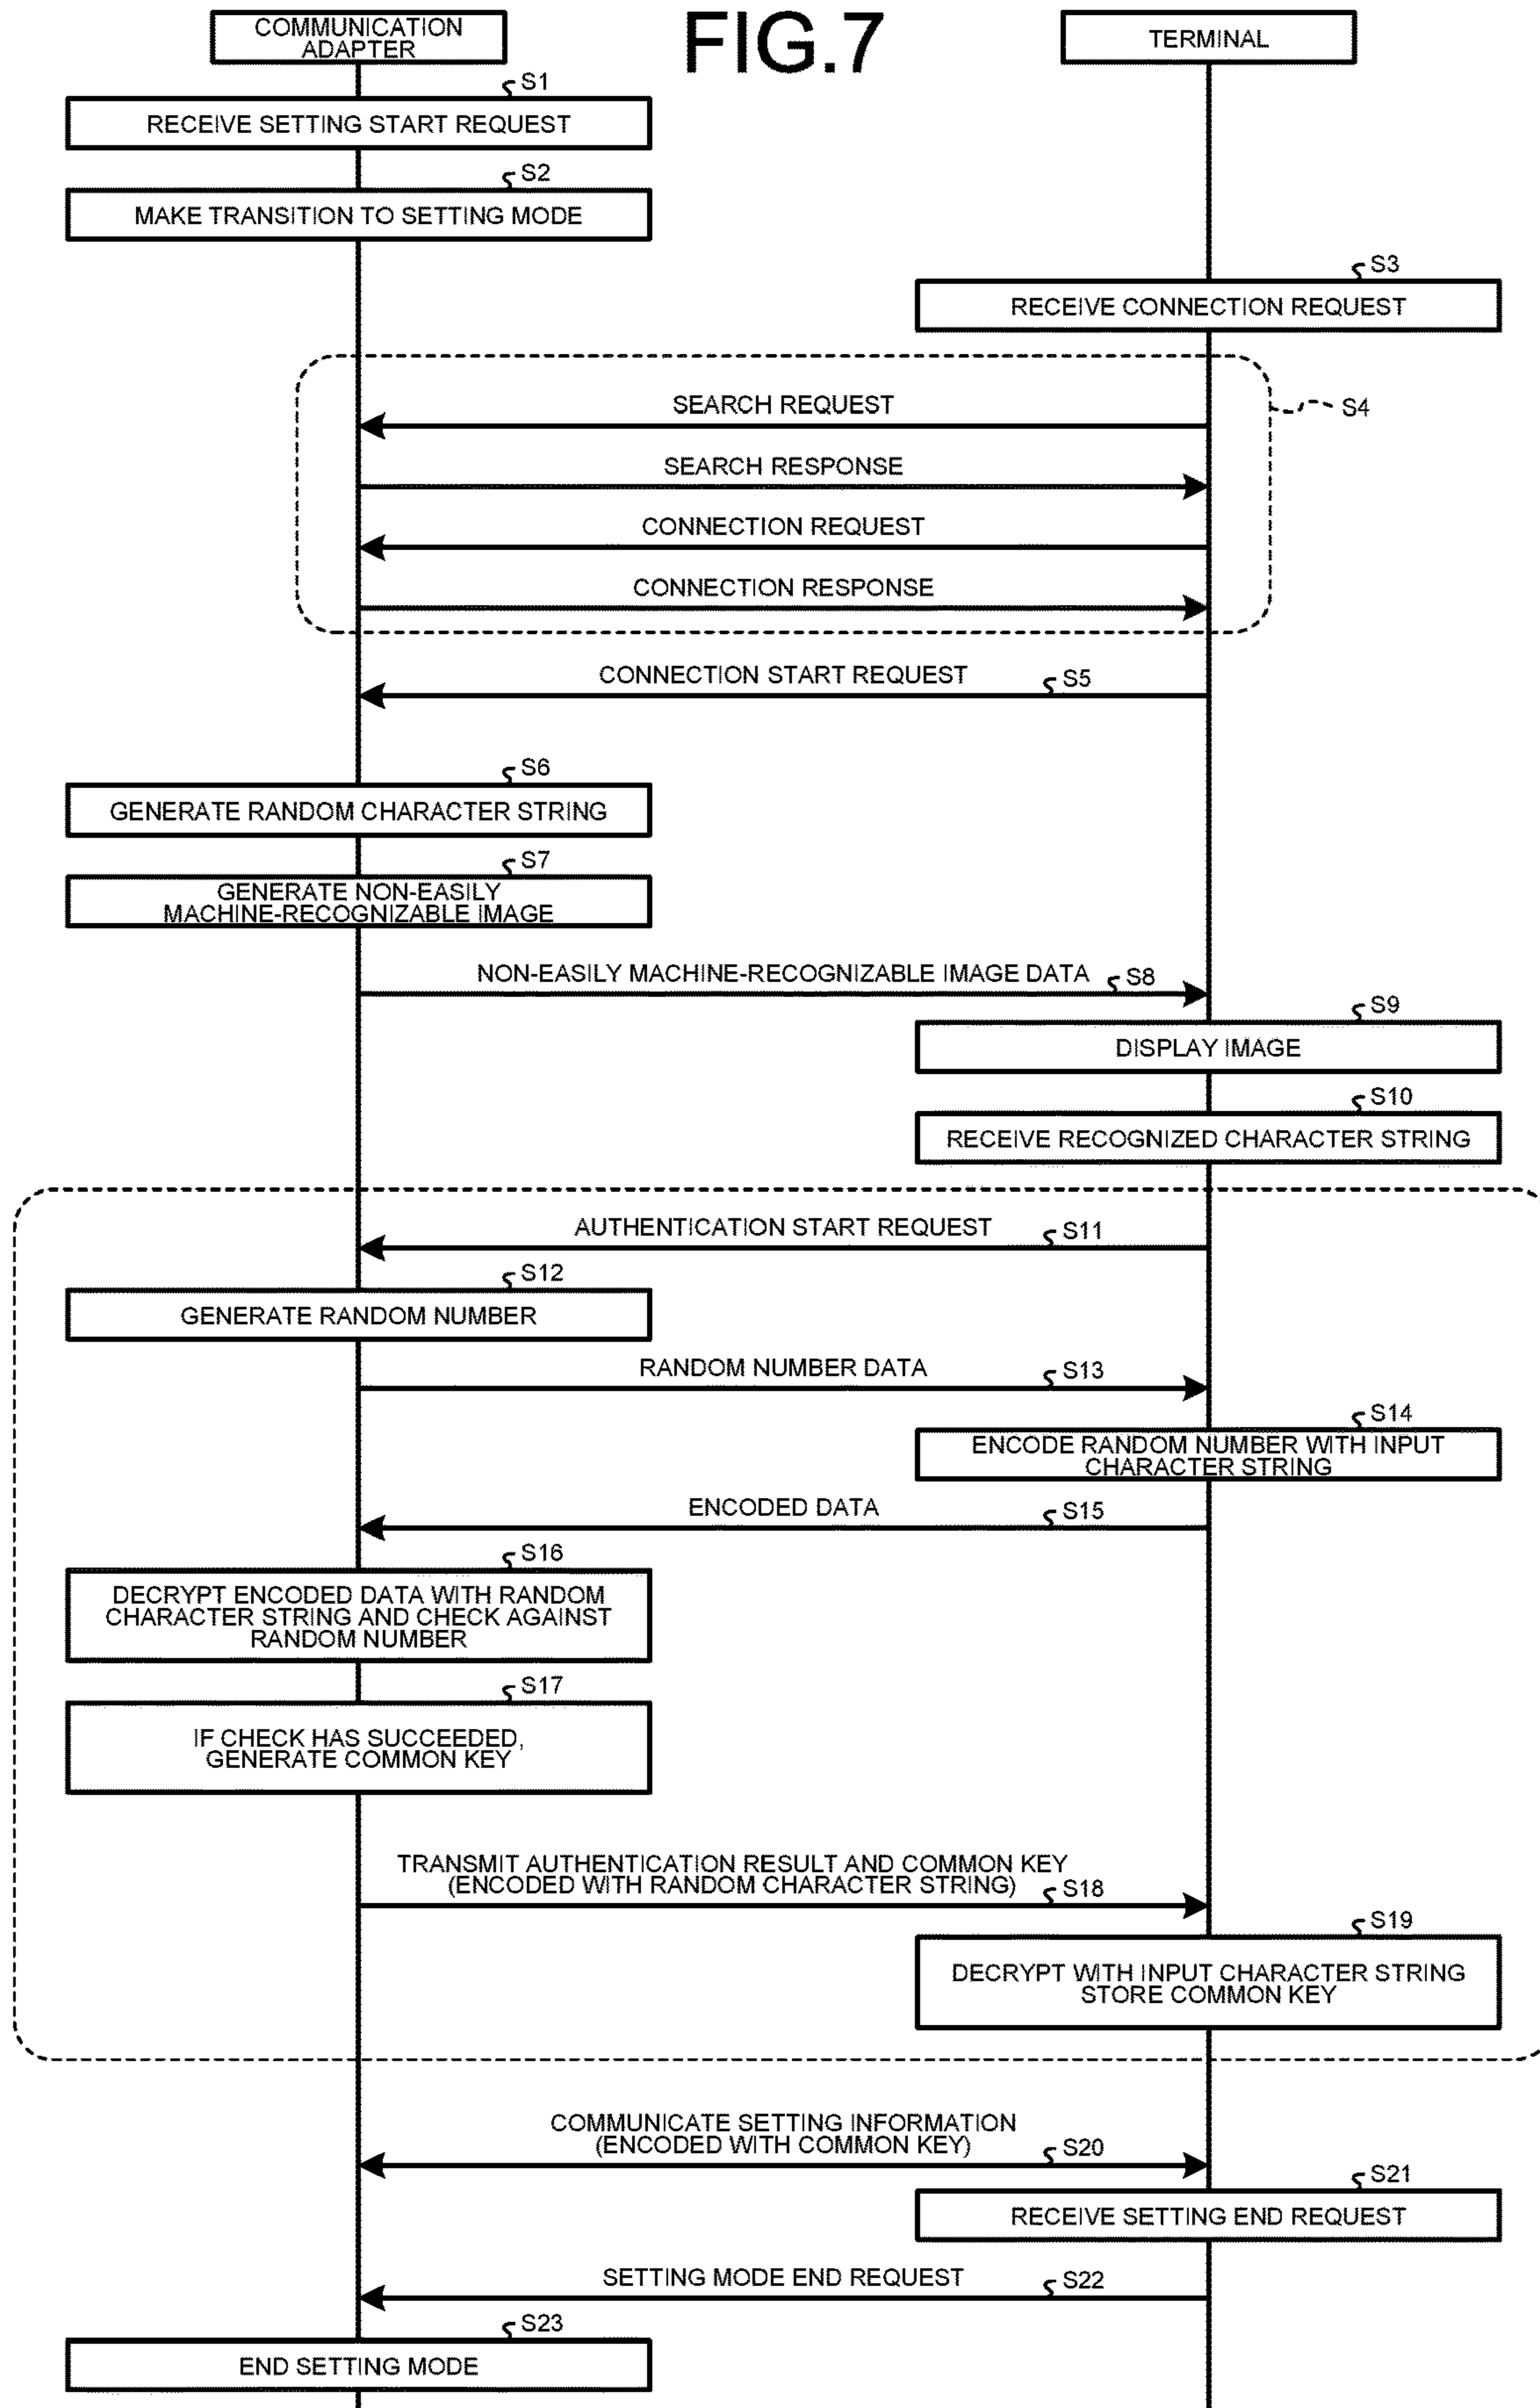 FIG.7
COMMUNICATION
ADAPTER
TERMINAL
S1
RECEIVE SETTING START REQUEST
S2
MAKE TRANSITION TO SETTING MODE
S3
RECEIVE CONNECTION REQUEST
SEARCH REQUEST
S4
SEARCH RESPONSE
CONNECTION REQUEST
CONNECTION RESPONSE
CONNECTION START REQUEST
S5
S6
GENERATE RANDOM CHARACTER STRING
S7
GENERATE NON-EASILY
MACHINE-RECOGNIZABLE IMAGE
NON-EASILY MACHINE-RECOGNIZABLE IMAGE DATA
S8
S9
DISPLAY IMAGE
S10
RECEIVE RECOGNIZED CHARACTER STRING
AUTHENTICATION START REQUEST
S11
S12
GENERATE RANDOM NUMBER
RANDOM NUMBER DATA
S13
S14
ENCODE RANDOM NUMBER WITH INPUT
CHARACTER STRING
ENCODED DATA
S15
S16
DECRYPT ENCODED DATA WITH RANDOM
CHARACTER STRING AND CHECK AGAINST
RANDOM NUMBER
S17
IF CHECK HAS SUCCEEDED,
GENERATE COMMON KEY
TRANSMIT AUTHENTICATION RESULT AND COMMON KEY
(ENCODED WITH RANDOM CHARACTER STRING)
S18
S19
DECRYPT WITH INPUT CHARACTER STRING
STORE COMMON KEY
COMMUNICATE SETTING INFORMATION
(ENCODED WITH COMMON KEY)
S20
S21
RECEIVE SETTING END REQUEST
SETTING MODE END REQUEST
S22
S23
END SETTING MODE